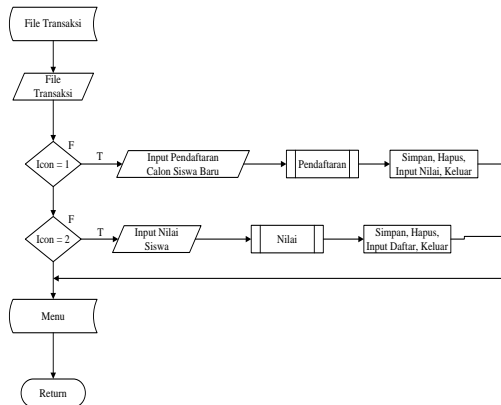 File Transaksi
File
Transaksi
F
Icon = 1
T
Input Pendaftaran
Calon Siswa Baru
Pendaftaran
Simpan, Hapus,
Input Nilai, Keluar
F
Icon = 2
T
Input Nilai
Siswa
Nilai
Simpan, Hapus,
Input Daftar, Keluar
Menu
Return